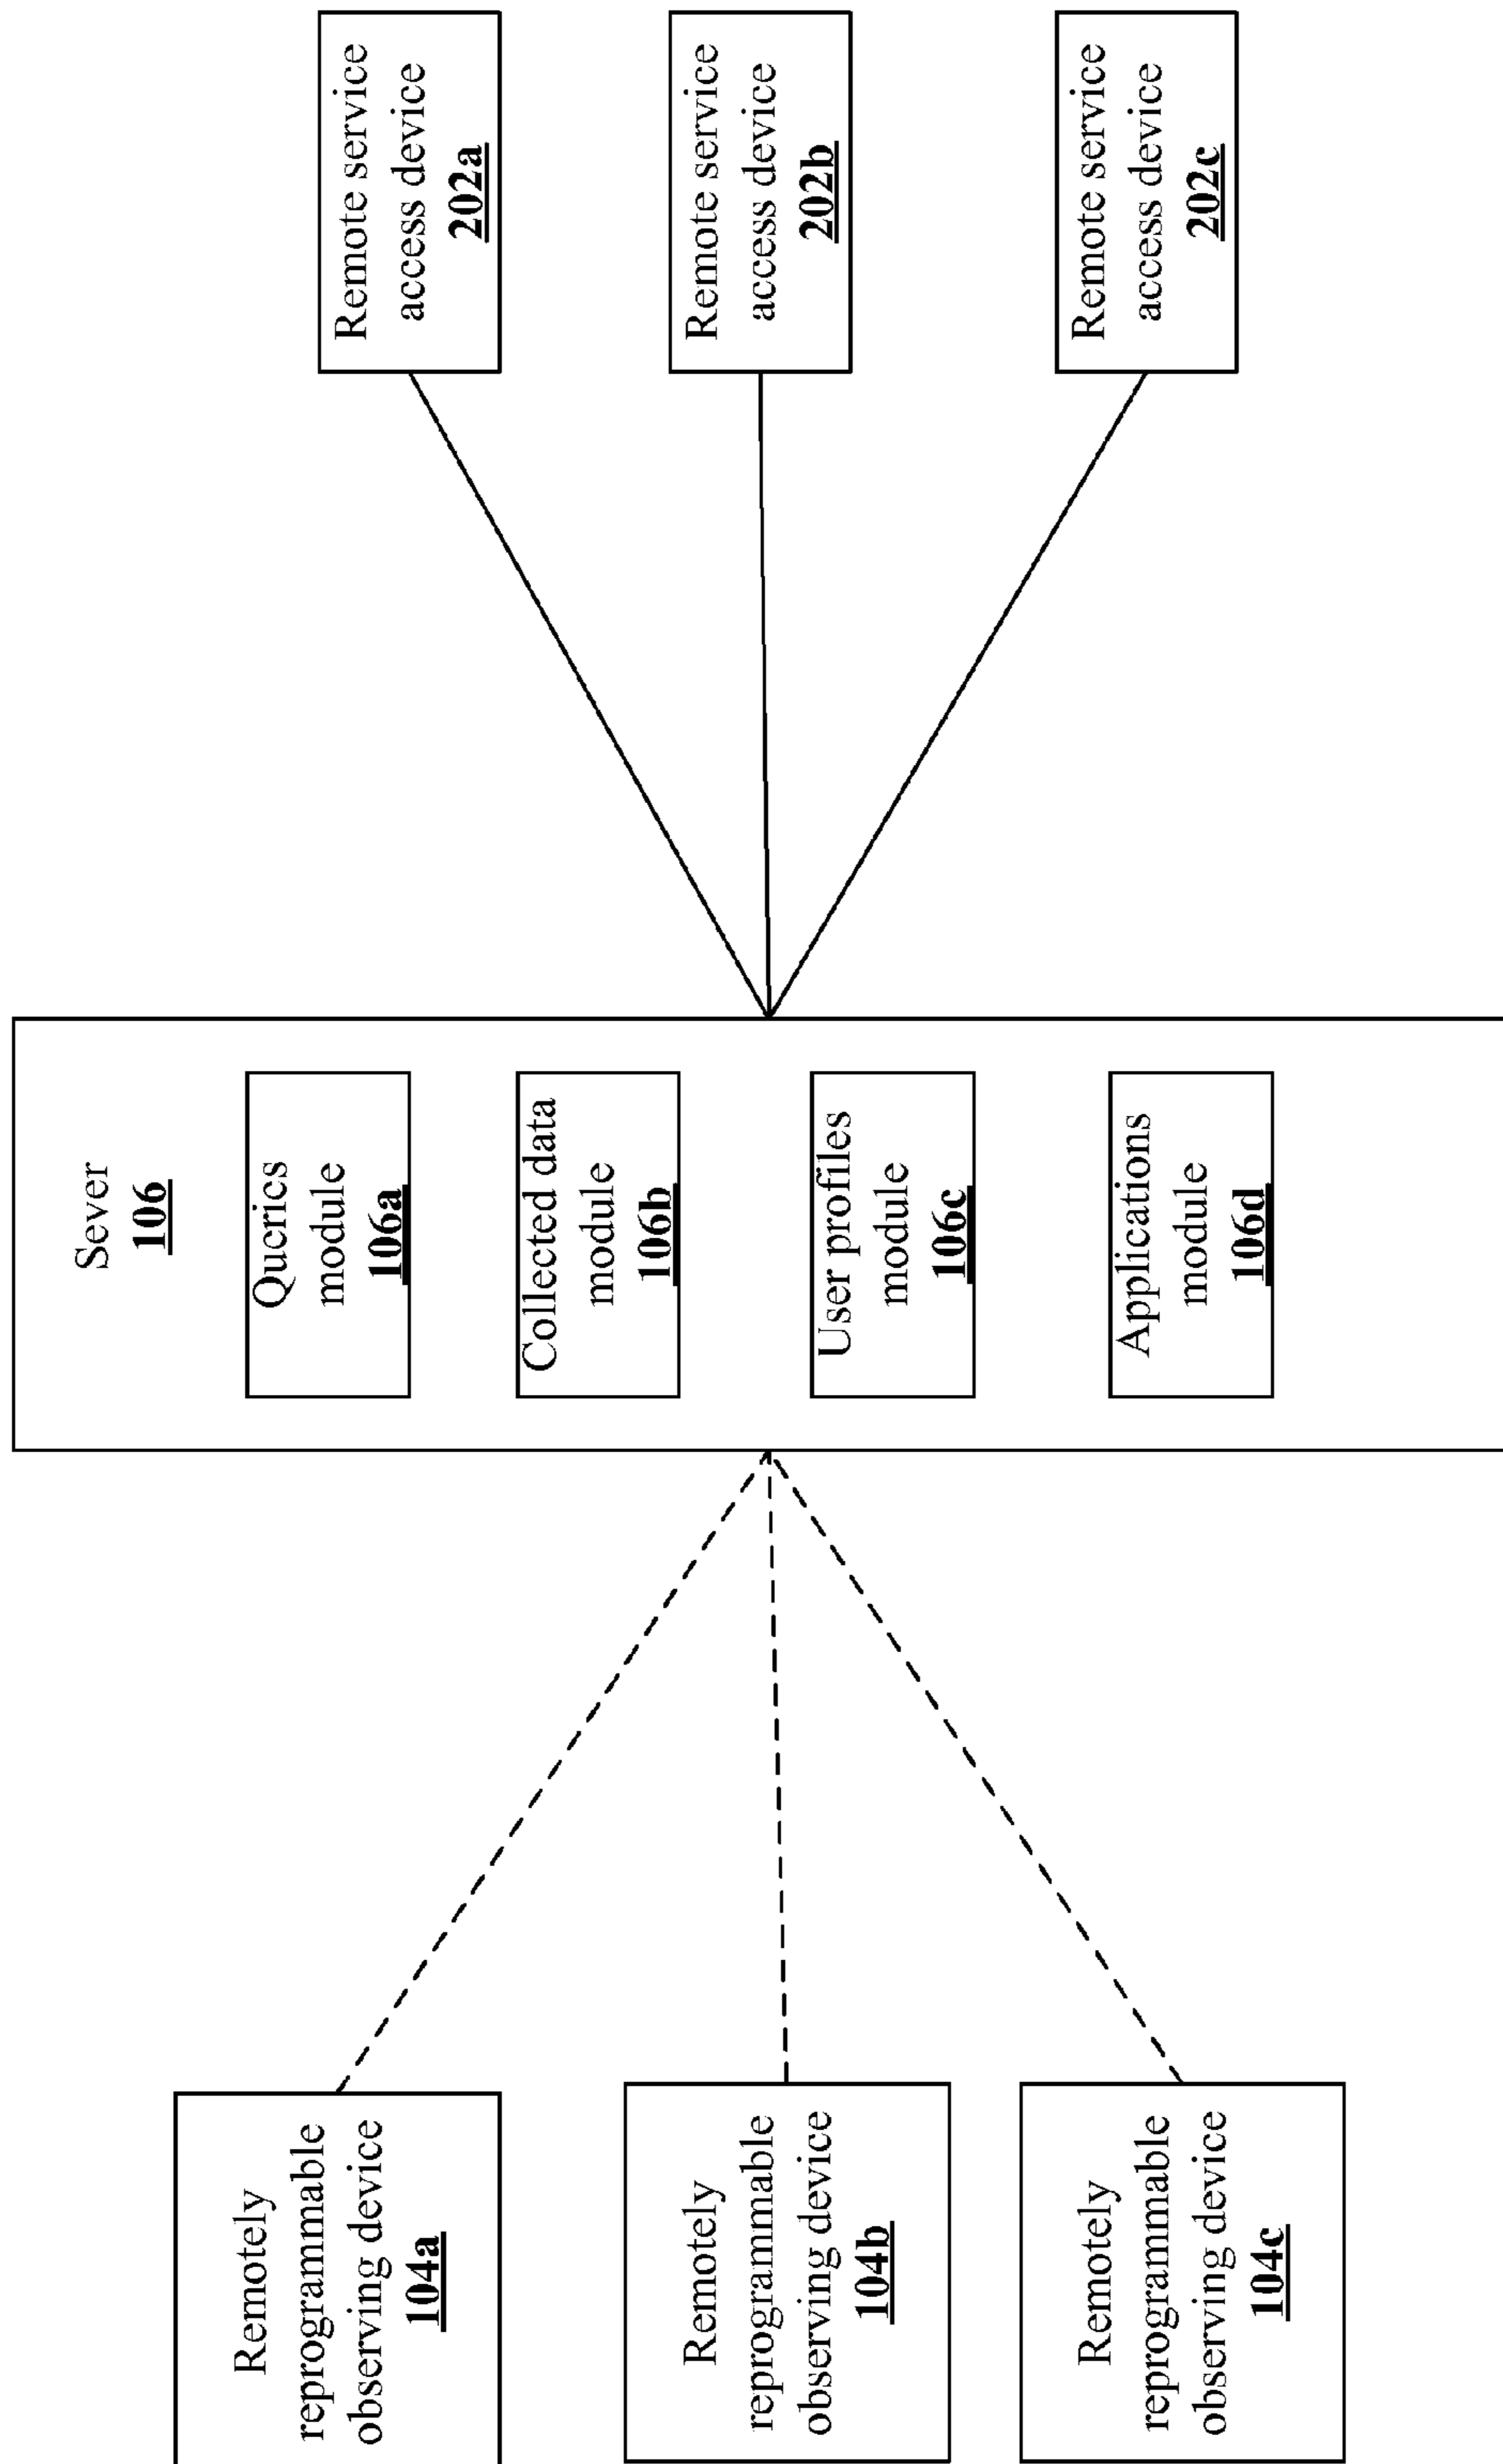 Remotely
reprogrammable
observing device
104a
Remotely
reprogrammable
observing device
104b
Remotely
reprogrammable
observing device
104c
Sever
106
Queries
module
106a
Collected data
module
106b
User profiles
module
106c
Applications
module
106d
Remote service
access device
202a
Remote service
access device
202b
Remote service
access device
202c